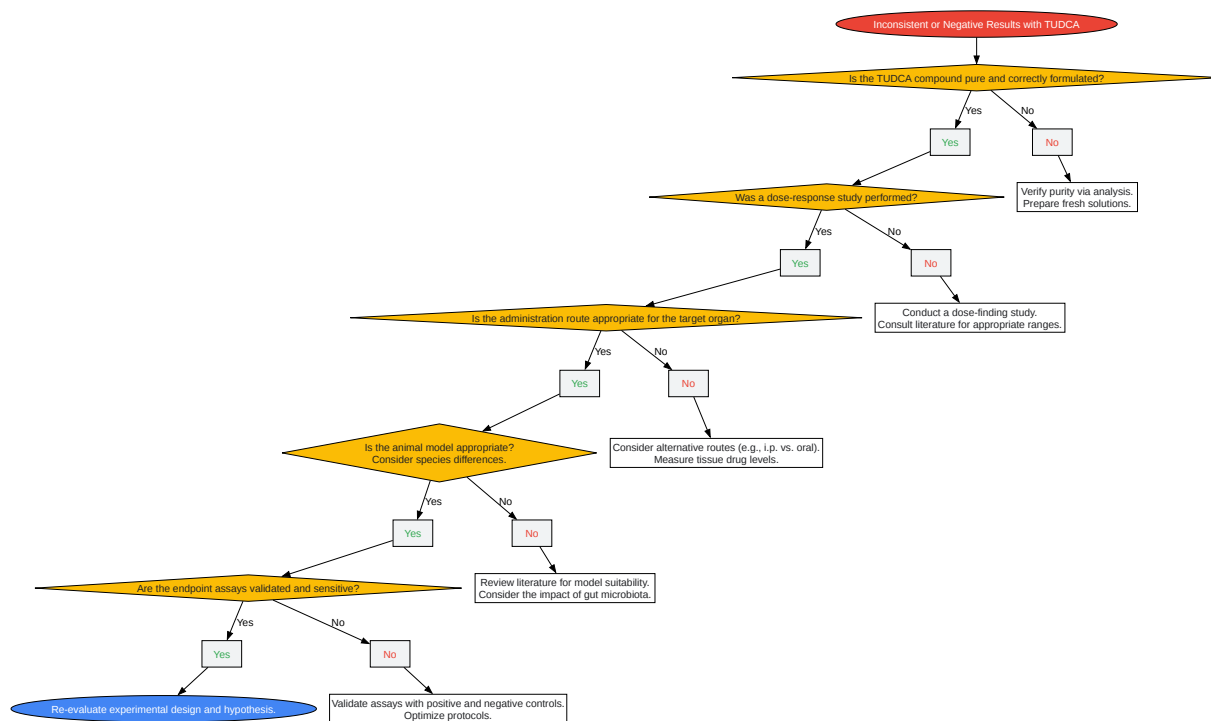 Inconsistent or Negative Results with TUDCA
Is the TUDCA compound pure and correctly formulated?
Yes
No
Yes
No
Verify purity via analysis.
Prepare fresh solutions.
Was a dose-response study performed?
Yes
No
Yes
No
Conduct a dose-finding study.
Consult literature for appropriate ranges.
Is the administration route appropriate for the target organ?
Yes
No
Yes
No
Consider alternative routes (e.g., i.p. vs. oral).
Measure tissue drug levels.
Is the animal model appropriate?
Consider species differences.
Yes
No
Yes
No
Review literature for model suitability.
Consider the impact of gut microbiota.
Are the endpoint assays validated and sensitive?
Yes
No
Yes
No
Re-evaluate experimental design and hypothesis.
Validate assays with positive and negative controls.
Optimize protocols.